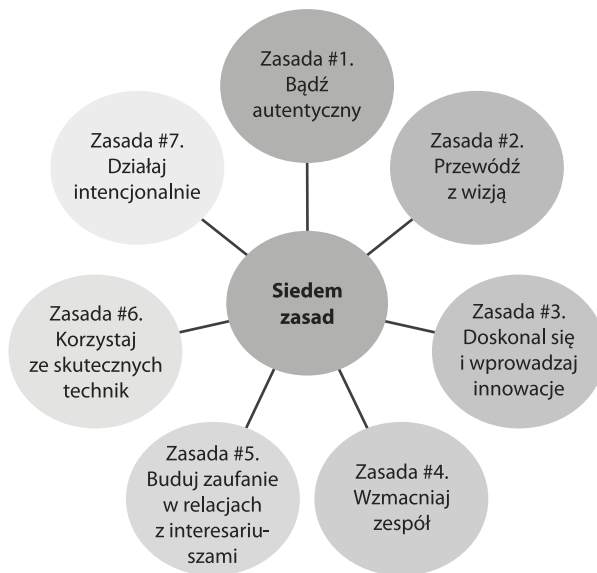 Zasada #1.
Bądź
autentyczny
Zasada #2.
Przewódź
z wizją
Zasada #3.
Doskonal się
i wprowadzaj
innowacje
Zasada #4.
Wzmacniaj
zespół
Zasada #5.
Buduj zaufanie
w relacjach
z interesariu-
szami
Zasada #6.
Korzystaj
ze skutecznych
technik
Zasada #7.
Działaj
intencjonalnie
Siedem
zasad